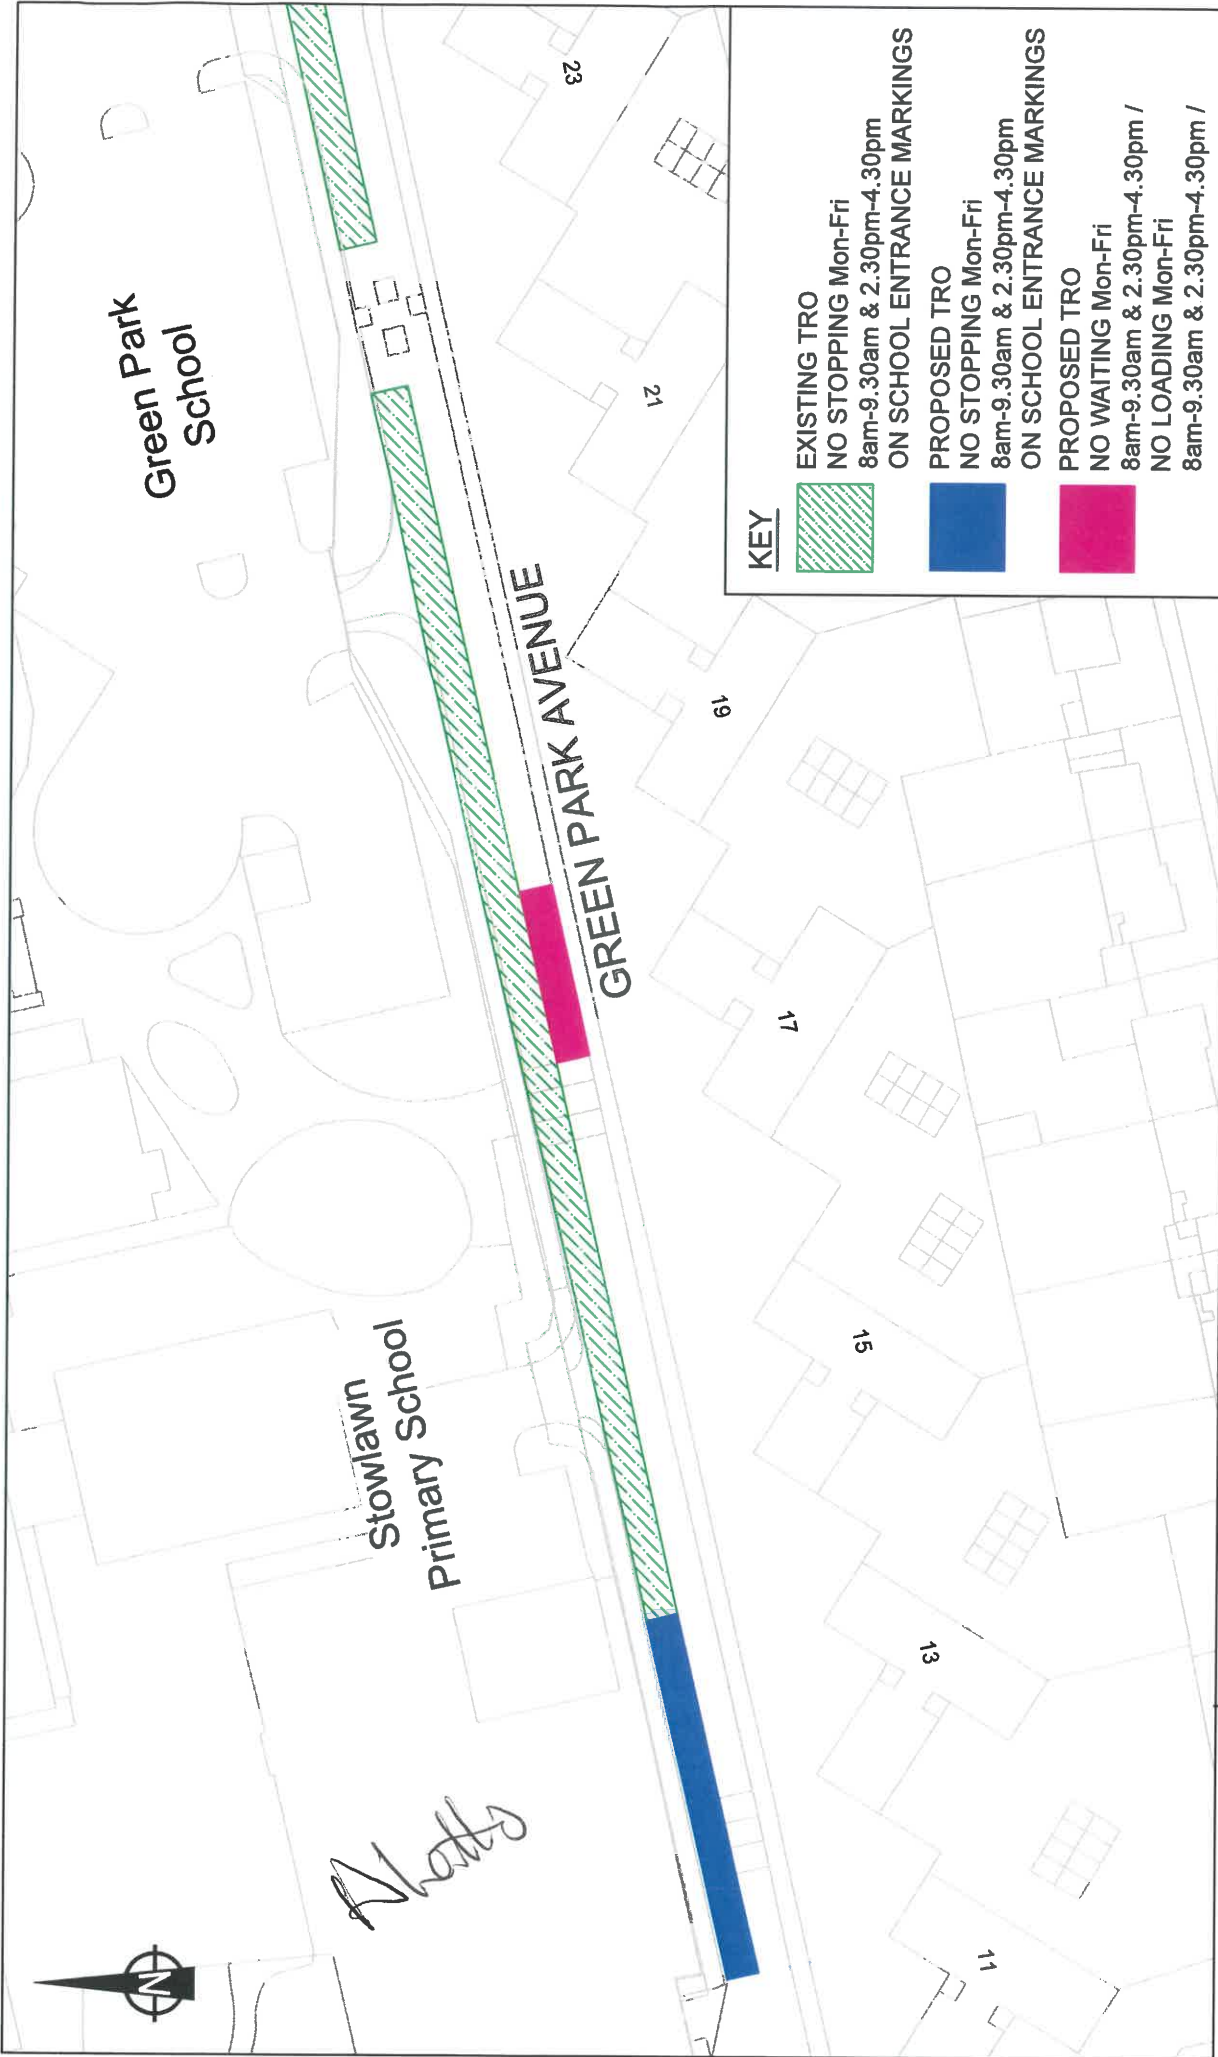 Green Park
School
Stowlawn
Primary School
N
GREEN PARK AVENUE
11
13
15
17
19
21
23
KEY
EXISTING TRO
NO STOPPING Mon-Fri
8am-9.30am & 2.30pm-4.30pm
ON SCHOOL ENTRANCE MARKINGS
PROPOSED TRO
NO STOPPING Mon-Fri
8am-9.30am & 2.30pm-4.30pm
ON SCHOOL ENTRANCE MARKINGS
PROPOSED TRO
NO WAITING Mon-Fri
8am-9.30am & 2.30pm-4.30pm /
NO LOADING Mon-Fri
8am-9.30am & 2.30pm-4.30pm /